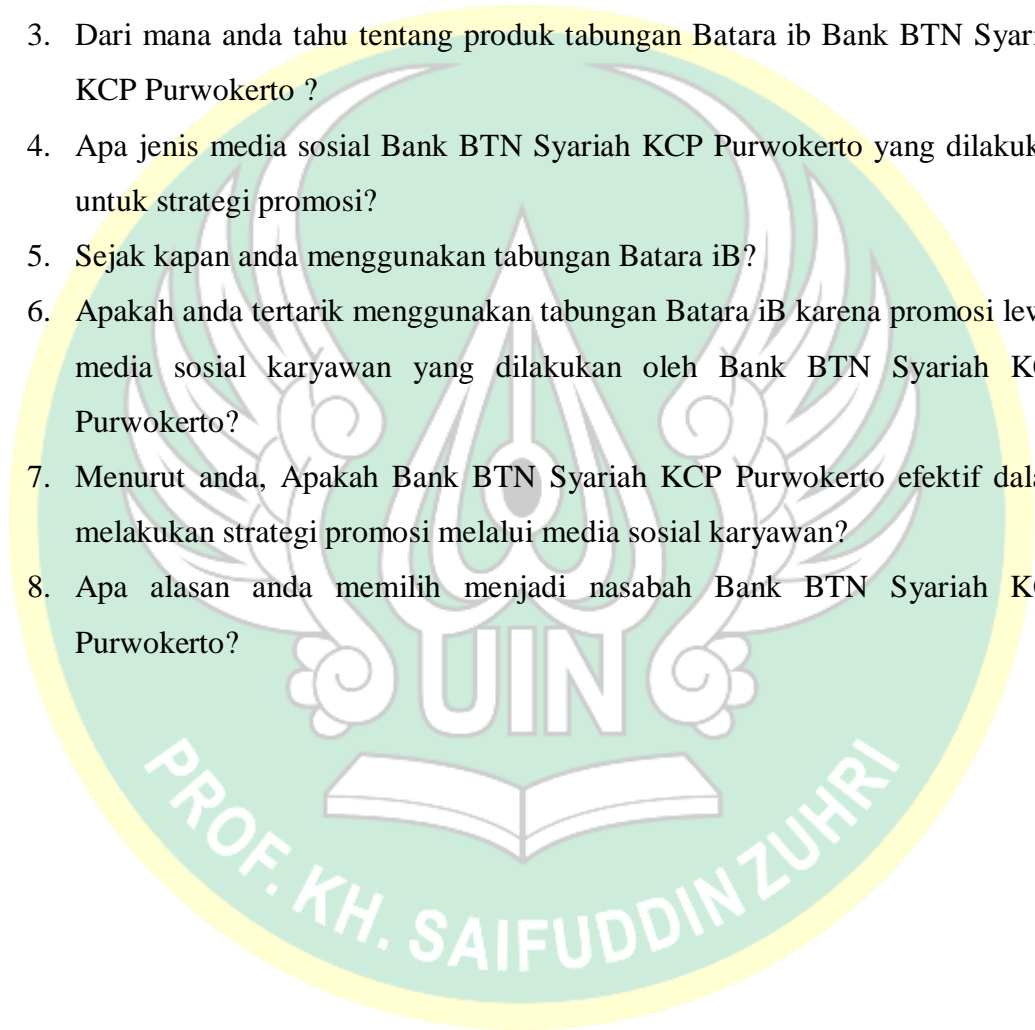 3. Dari mana anda tahu tentang produk tabungan Batara ib Bank BTN
KCP Purwokerto ?
4. Apa jenis media sosial Bank BTN Syariah KCP Purwokerto yang
untuk strategi promosi?
5. Sejak kapan anda menggunakan tabungan Batara iB?
6. Apakah anda tertarik menggunakan tabungan Batara iB karena promosi
media sosial karyawan yang dilakukan oleh Bank BTN Syariah
Purwokerto?
7. Menurut anda, Apakah Bank BTN Syariah KCP Purwokerto efektif
melakukan strategi promosi melalui media sosial karyawan?
8. Apa alasan anda memilih menjadi nasabah Bank BTN Syariah
Purwokerto?
UIN
PROF. KH. SAIFUDDIN ZUHRI